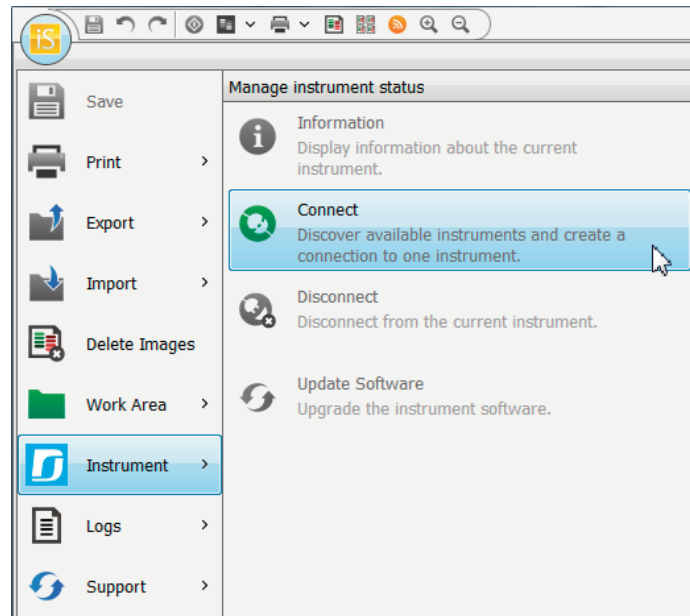 iS
Save
Print
Export
Import
Delete Images
Work Area
Instrument
Logs
Support
Manage instrument status
Information
Display information about the current
instrument.
Connect
Discover available instruments and create a
connection to one instrument.
Disconnect
Disconnect from the current instrument.
Update Software
Upgrade the instrument software.